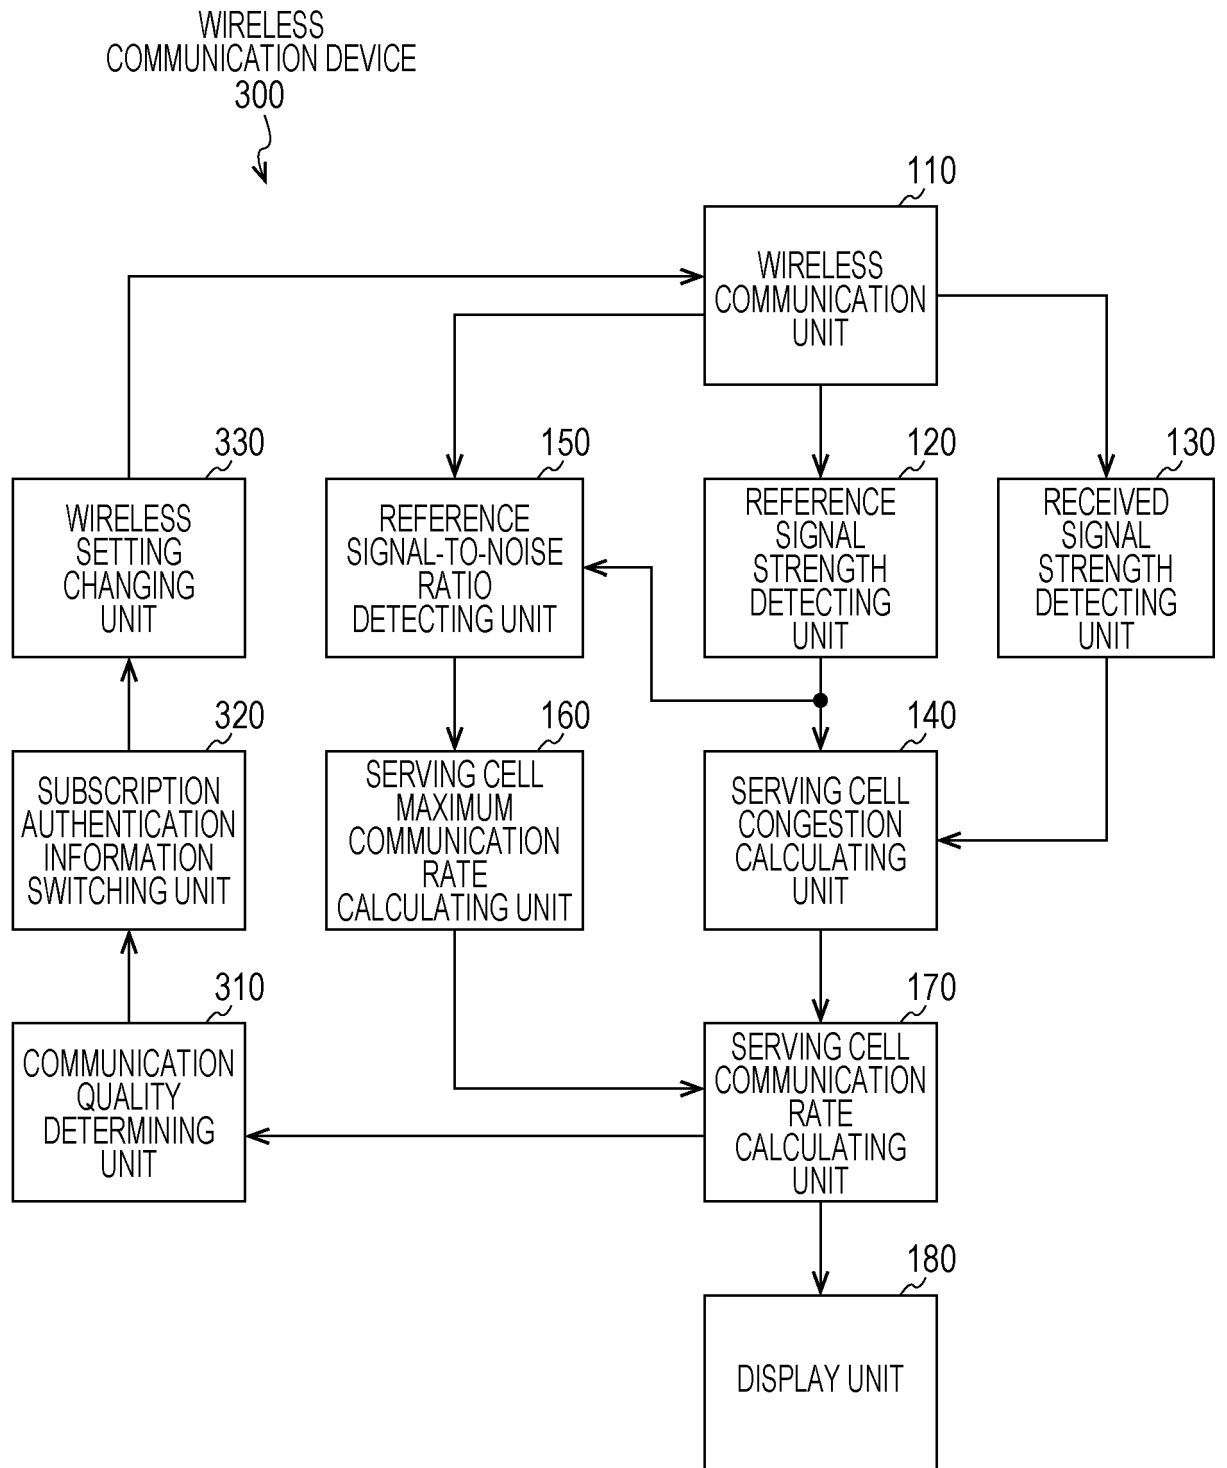 WIRELESS
COMMUNICATION DEVICE
300
110
WIRELESS
COMMUNICATION
UNIT
330
WIRELESS
SETTING
CHANGING
UNIT
150
REFERENCE
SIGNAL-TO-NOISE
RATIO
DETECTING UNIT
120
REFERENCE
SIGNAL
STRENGTH
DETECTING
UNIT
130
RECEIVED
SIGNAL
STRENGTH
DETECTING
UNIT
320
SUBSCRIPTION
AUTHENTICATION
INFORMATION
SWITCHING UNIT
160
SERVING CELL
MAXIMUM
COMMUNICATION
RATE
CALCULATING UNIT
140
SERVING CELL
CONGESTION
CALCULATING
UNIT
310
COMMUNICATION
QUALITY
DETERMINING
UNIT
170
SERVING CELL
COMMUNICATION
RATE
CALCULATING
UNIT
180
DISPLAY UNIT